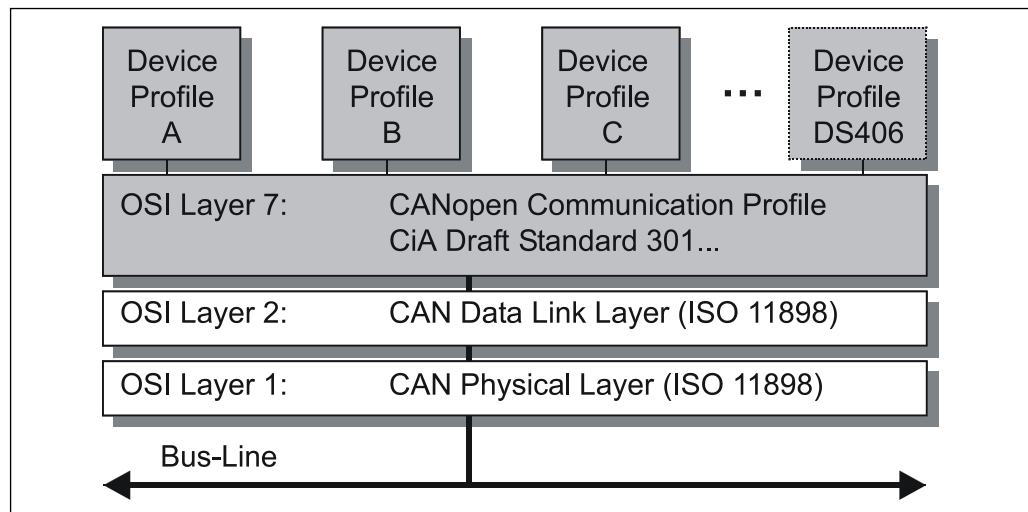 Device
Profile
A
Device
Profile
B
Device
Profile
C
...
Device
Profile
DS406
OSI Layer 7: CANopen Communication Profile
CiA Draft Standard 301...
OSI Layer 2: CAN Data Link Layer (ISO 11898)
OSI Layer 1: CAN Physical Layer (ISO 11898)
Bus-Line